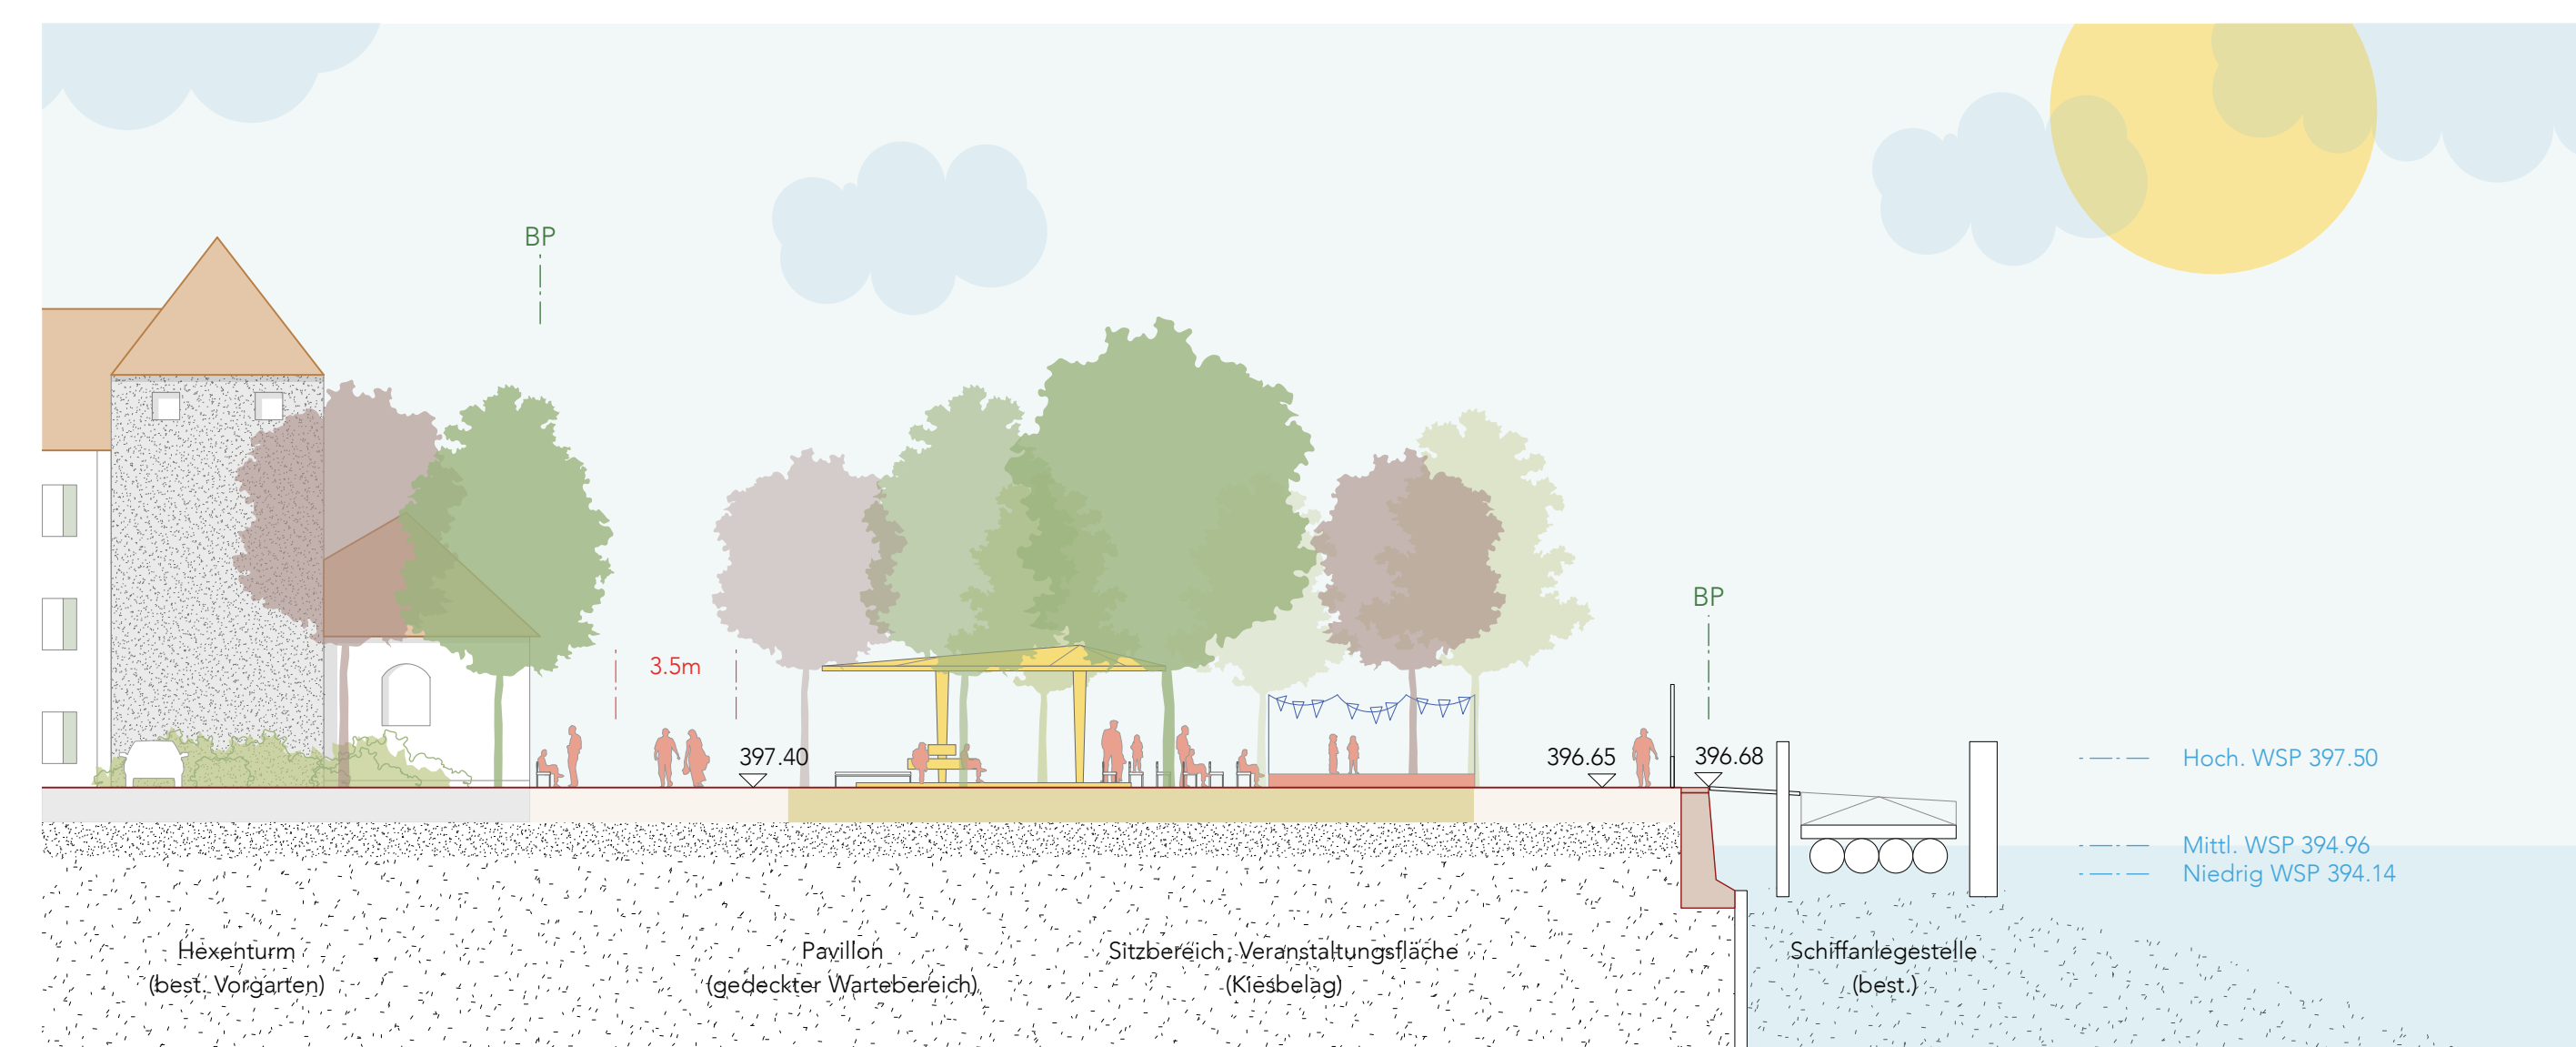 BP
BP
3.5m
397.40
396.65
396.68
Hoch. WSP 397.50
Mittl. WSP 394.96
Niedrig WSP 394.14
Hexenturm
(best. Vorgarten)
Pavillon
(gedeckter Wartebereich)
Sitzbereich, Veranstaltungsfläche
(Kiesbelag)
Schiffanlegestelle
(best.)